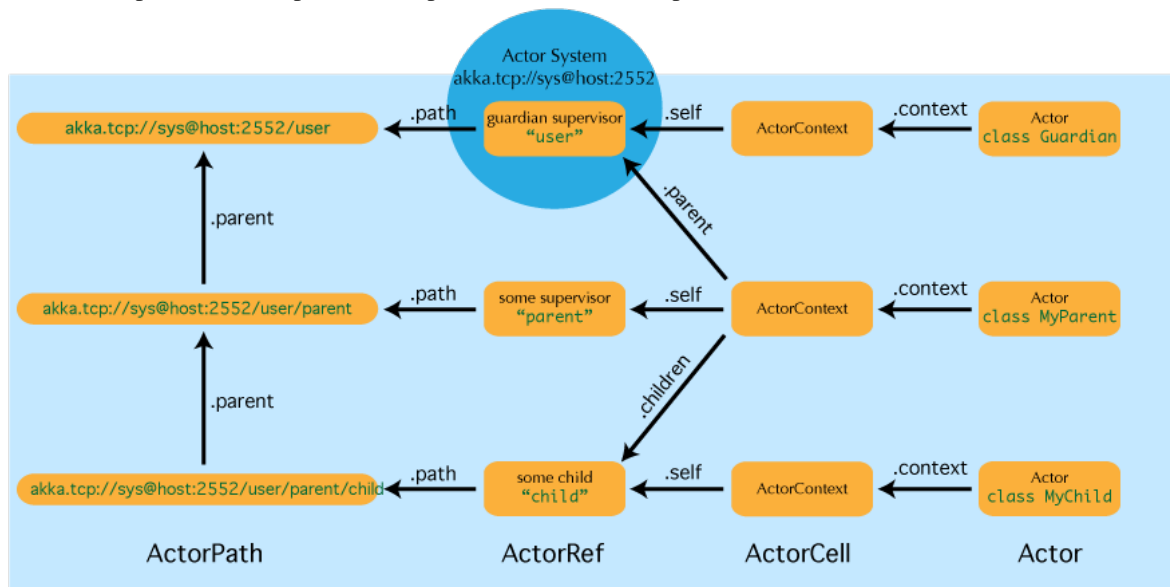 Actor System
akka.tcp://sys@host:2552
akka.tcp://sys@host:2552/user
.path
guardian supervisor
"user"
.self
ActorContext
.context
Actor
class Guardian
.parent
.parent
akka.tcp://sys@host:2552/user/parent
.path
some supervisor
"parent"
.self
ActorContext
.context
Actor
class MyParent
.parent
.children
akka.tcp://sys@host:2552/user/parent/child
.path
some child
"child"
.self
ActorContext
.context
Actor
class MyChild
ActorPath
ActorRef
ActorCell
Actor